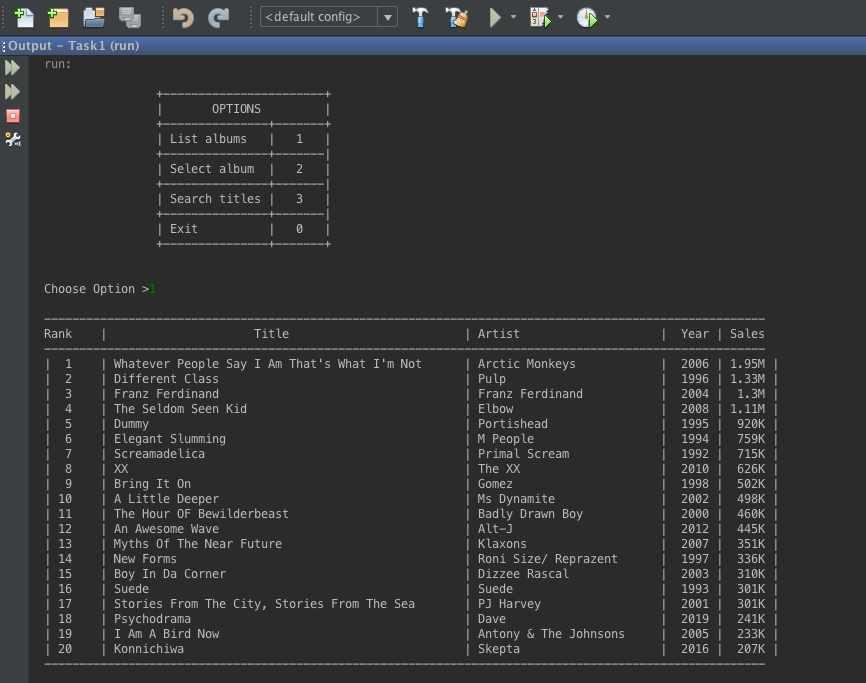 <default config>
Output - Task1 (run)
run:
OPTIONS
| List albums | 1 |
| Select album | 2 |
| Search titles | 3 |
| Exit | 0 |
Choose Option >1
Rank | Title | Artist | Year | Sales
| 1 | Whatever People Say I Am That's What I'm Not | Arctic Monkeys | 2006 | 1.95M |
| 2 | Different Class | Pulp | 1996 | 1.33M |
| 3 | Franz Ferdinand | Franz Ferdinand | 2004 | 1.3M |
| 4 | The Seldom Seen Kid | Elbow | 2008 | 1.11M |
| 5 | Dummy | Portishead | 1995 | 920K |
| 6 | Elegant Slumming | M People | 1994 | 759K |
| 7 | Screamadelica | Primal Scream | 1992 | 715K |
| 8 | XX | The XX | 2010 | 626K |
| 9 | Bring It On | Gomez | 1998 | 502K |
| 10 | A Little Deeper | Ms Dynamite | 2002 | 498K |
| 11 | The Hour OF Bewilderbeast | Badly Drawn Boy | 2000 | 460K |
| 12 | An Awesome Wave | Alt-J | 2012 | 445K |
| 13 | Myths Of The Near Future | Klaxons | 2007 | 351K |
| 14 | New Forms | Roni Size/ Reprazent | 1997 | 336K |
| 15 | Boy In Da Corner | Dizzee Rascal | 2003 | 310K |
| 16 | Suede | Suede | 1993 | 301K |
| 17 | Stories From The City, Stories From The Sea | PJ Harvey | 2001 | 301K |
| 18 | Psychodrama | Dave | 2019 | 241K |
| 19 | I Am A Bird Now | Antony & The Johnsons | 2005 | 233K |
| 20 | Konnichiwa | Skepta | 2016 | 207K |